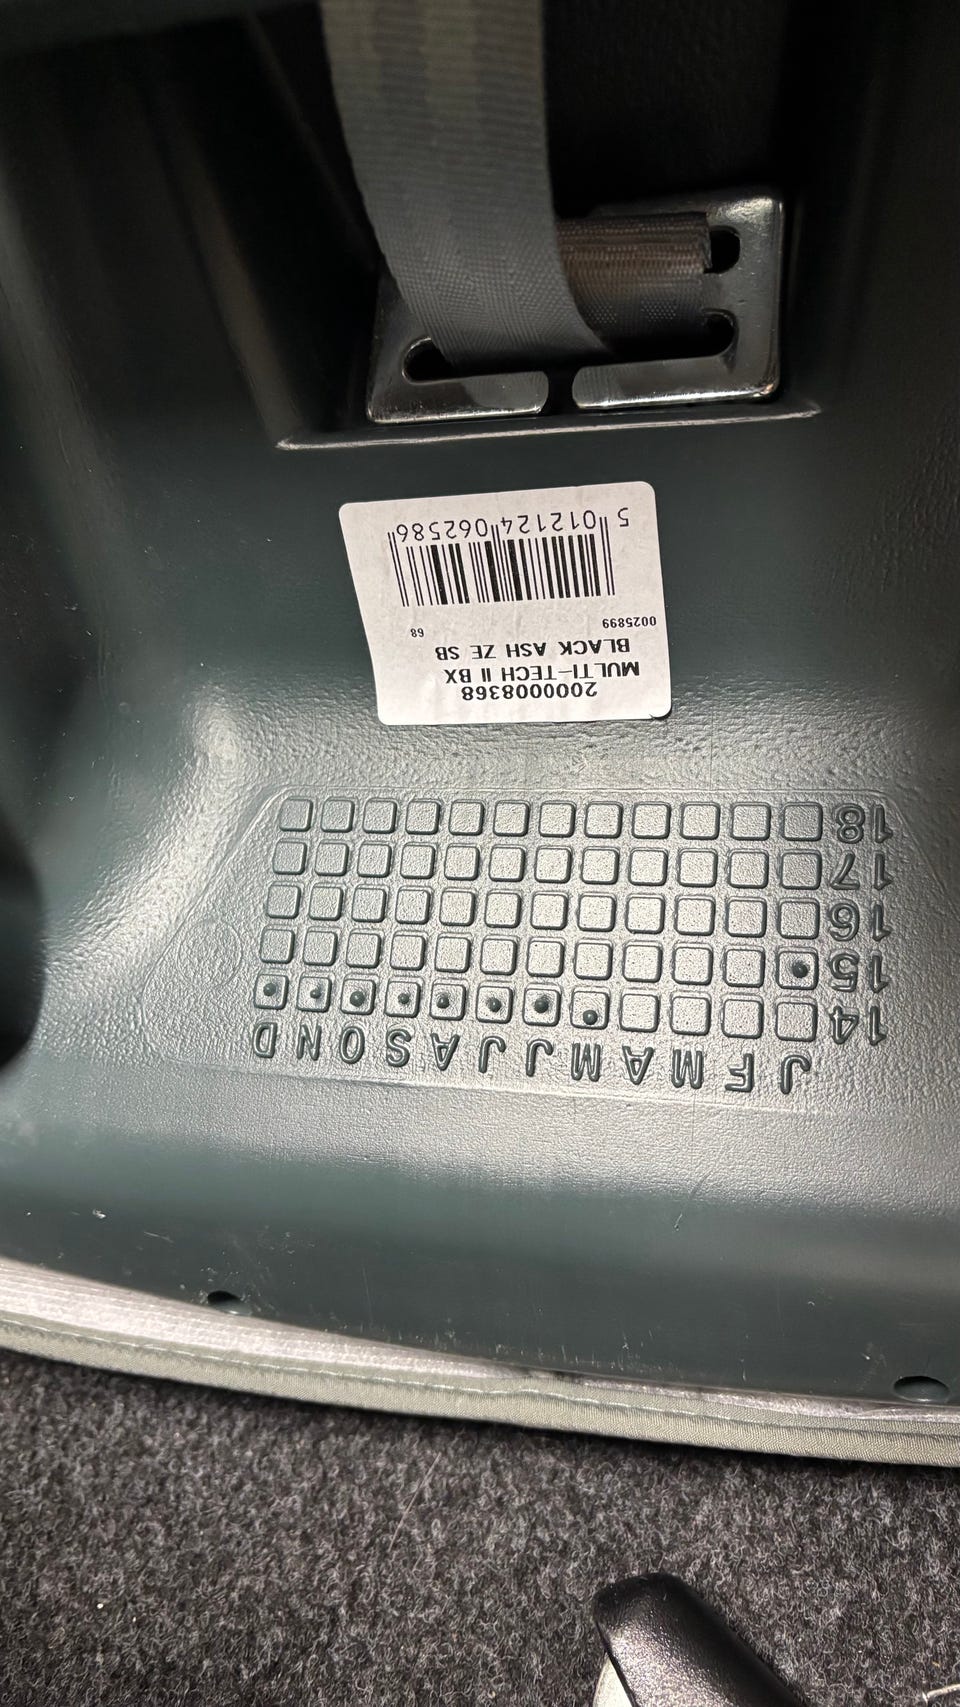 J F M A M J J A S O N D
14
15
16
17
18
2000008368
MULTI-TECH II BX
BLACK ASH ZE SB
0025899 68
5 012124 062586